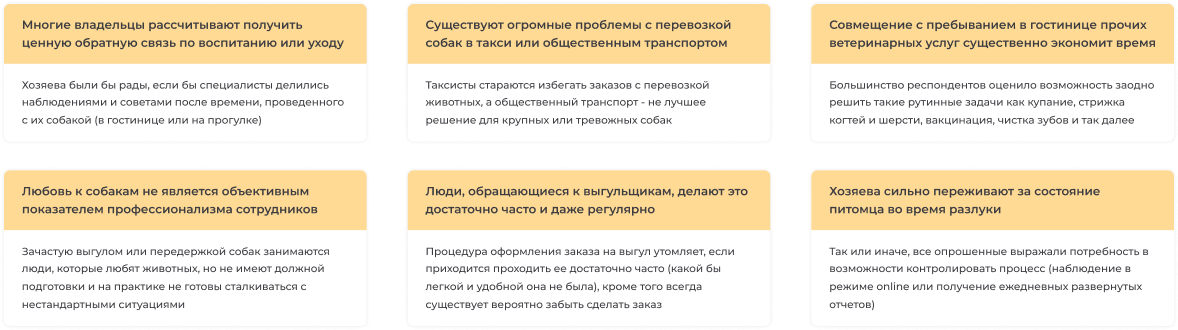 Многие владельцы рассчитывают получить
ценную обратную связь по воспитанию или уходу
Хозяева были бы рады, если бы специалисты делились
наблюдениями и советами после времени, проведенного
с их собакой (в гостинице или на прогулке)
Существуют огромные проблемы с перевозкой
собак в такси или общественным транспортом
Таксисты стараются избегать заказов с перевозкой
животных, а общественный транспорт - не лучшее
решение для крупных или тревожных собак
Совмещение с пребыванием в гостинице прочих
ветеринарных услуг существенно экономит время
Большинство респондентов оценило возможность заодно
решить такие рутинные задачи как купание, стрижка
когтей и шерсти, вакцинация, чистка зубов и так далее
Любовь к собакам не является объективным
показателем профессионализма сотрудников
Зачастую выгулом или передержкой собак занимаются
люди, которые любят животных, но не имеют должной
подготовки и на практике не готовы сталкиваться с
нестандартными ситуациями
Люди, обращающиеся к выгульщикам, делают это
достаточно часто и даже регулярно
Процедура оформления заказа на выгул утомляет, если
приходится проходить ее достаточно часто (какой бы
легкой и удобной она не была), кроме того всегда
существует вероятно забыть сделать заказ
Хозяева сильно переживают за состояние
питомца во время разлуки
Так или иначе, все опрошенные выражали потребность в
возможности контролировать процесс (наблюдение в
режиме online или получение ежедневных развернутых
отчетов)